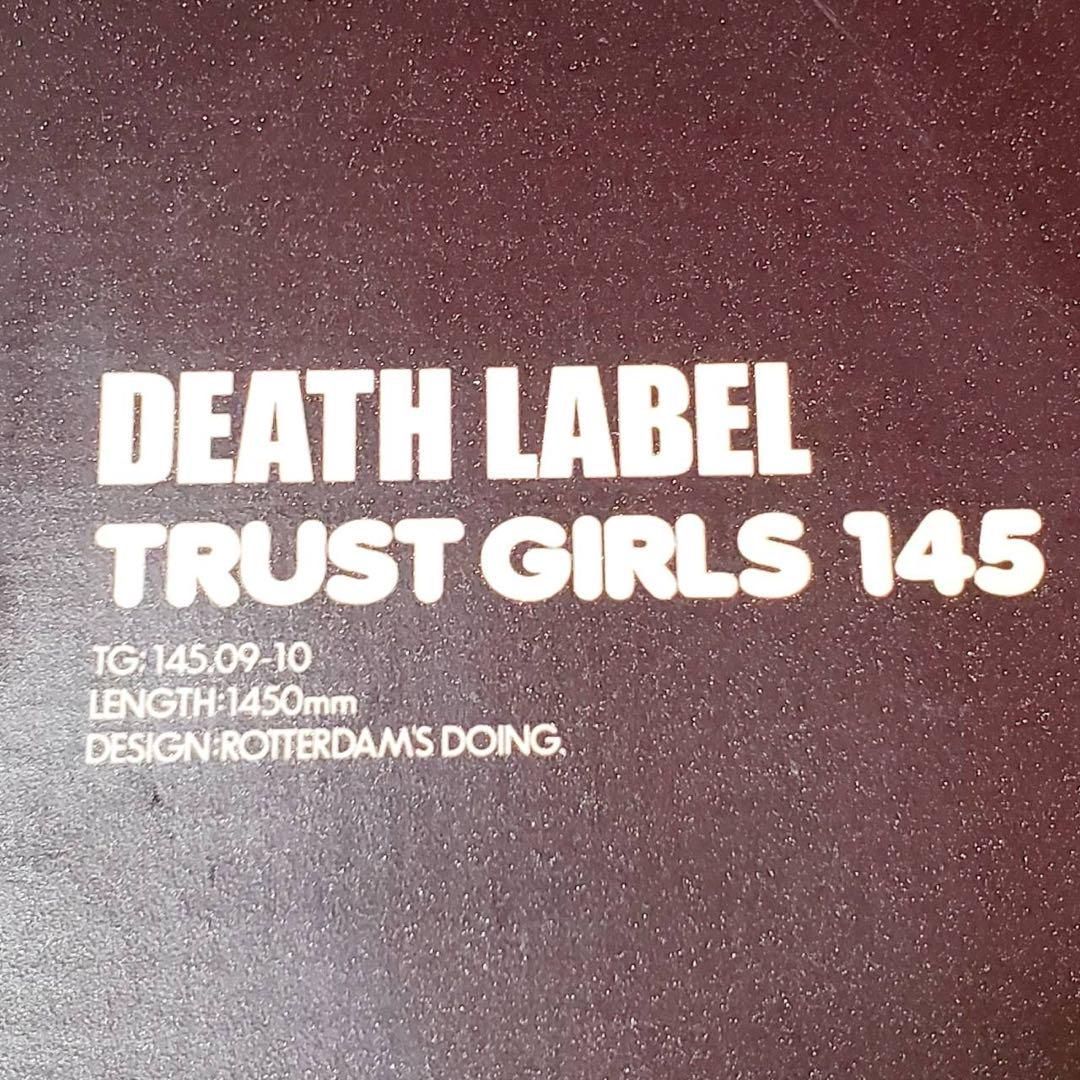 DEATH LABEL
TRUST GIRLS 145
TG:145.09-10
LENGTH:1450mm
DESIGN:ROTTERDAM'S DOING.